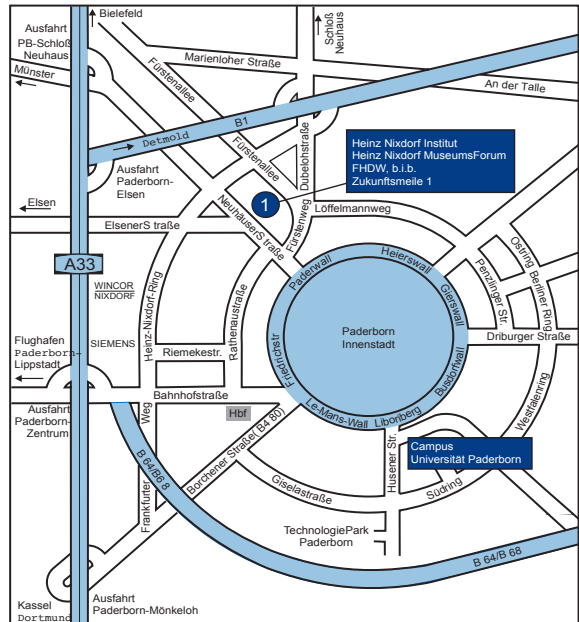 Bielefeld
Ausfahrt
PB-Schloß
Neuhaus
Münster
Schloß
Neuhaus
Marienloher Straße
Fürstenallee
An der Talle
B1
Detmold
Fürstenallee
Dubelohstraße
Heinz Nixdorf Institut
Heinz Nixdorf MuseumsForum
FHDW, b.i.b.
Zukunftsmeile 1
Ausfahrt
Paderborn-
Elsen
Elsen
1
Löffelmannweg
Fürstenweg
ElsenerS traße
NeuhäuserS traße
Ostring
Berliner Ring
Penzlinger Str.
Heierswall
Paderwall
Gierswall
A33
WINCOR
NIXDORF
Heinz-Nixdorf-Ring
Rathenaustraße
Paderborn
Innenstadt
Driburger Straße
Flughafen
Paderborn-
Lippstadt
SIEMENS
Riemekestr.
Friedrichstr
Busdorfwall
Westfalenring
Bahnhofstraße
Le-Mans-Wall
Liboriberg
Ausfahrt
Paderborn-
Zentrum
Weg
Hbf
Campus
Universität Paderborn
Husener Str.
B 64/B6 8
Borchener Straße( B4 80)
Giselastraße
Südring
Frankfurter
TechnologiePark
Paderborn
B 64/B 68
Kassel
Dortmund
Ausfahrt
Paderborn-Mönkeloh